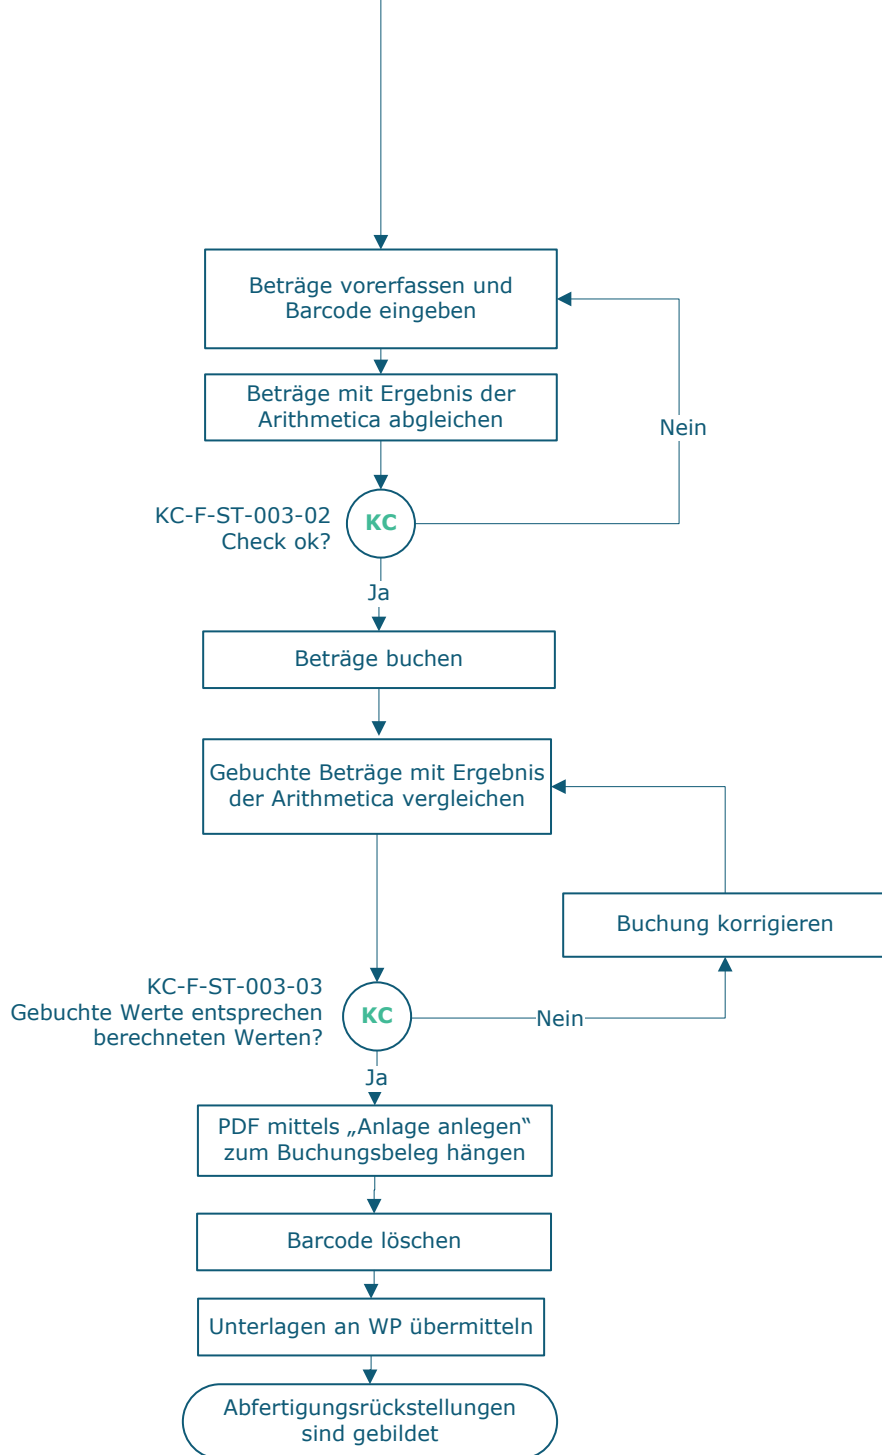 Beträge vorerfassen und
Barcode eingeben
Beträge mit Ergebnis der
Arithmetica abgleichen
Nein
KC-F-ST-003-02
Check ok?
KC
Ja
Beträge buchen
Gebuchte Beträge mit Ergebnis
der Arithmetica vergleichen
Buchung korrigieren
KC-F-ST-003-03
Gebuchte Werte entsprechen
berechneten Werten?
KC
Nein
Ja
PDF mittels „Anlage anlegen“
zum Buchungsbeleg hängen
Barcode löschen
Unterlagen an WP übermitteln
Abfertigungsrückstellungen
sind gebildet